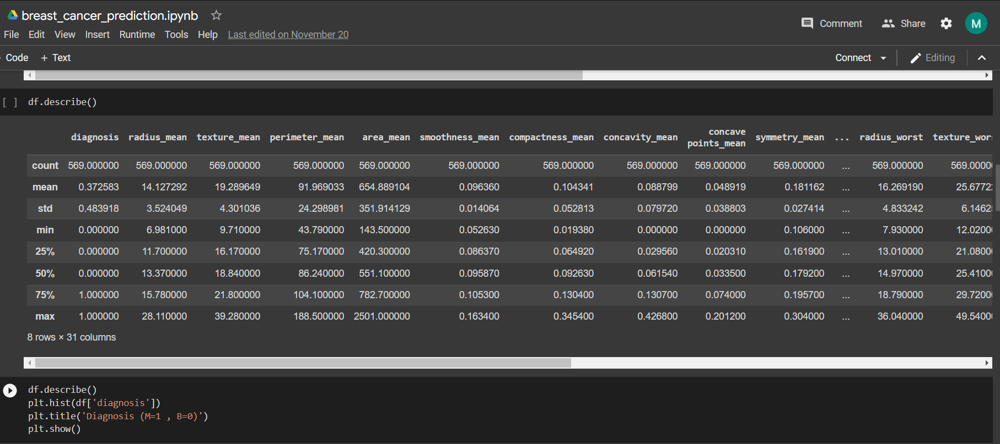 breast_cancer_prediction.ipynb
Comment Share M
File Edit View Insert Runtime Tools Help Last edited on November 20
Code + Text Connect Editing
[ ] df.describe()
diagnosis radius_mean texture_mean perimeter_mean area_mean smoothness_mean compactness_mean concavity_mean concave points_mean symmetry_mean ... radius_worst texture_wors
count 569.000000 569.000000 569.000000 569.000000 569.000000 569.000000 569.000000 569.000000 569.000000 569.000000 ... 569.000000 569.0000
mean 0.372583 14.127292 19.289649 91.969033 654.889104 0.096360 0.104341 0.088799 0.048919 0.181162 ... 16.269190 25.6772
std 0.483918 3.524049 4.301036 24.298981 351.914129 0.014064 0.052813 0.079720 0.038803 0.027414 ... 4.833242 6.1462
min 0.000000 6.981000 9.710000 43.790000 143.500000 0.052630 0.019380 0.000000 0.000000 0.106000 ... 7.930000 12.0200
25% 0.000000 11.700000 16.170000 75.170000 420.300000 0.086370 0.064920 0.029560 0.020310 0.161900 ... 13.010000 21.0800
50% 0.000000 13.370000 18.840000 86.240000 551.100000 0.095870 0.092630 0.061540 0.033500 0.179200 ... 14.970000 25.4100
75% 1.000000 15.780000 21.800000 104.100000 782.700000 0.105300 0.130400 0.130700 0.074000 0.195700 ... 18.790000 29.7200
max 1.000000 28.110000 39.280000 188.500000 2501.000000 0.163400 0.345400 0.426800 0.201200 0.304000 ... 36.040000 49.5400
8 rows × 31 columns
df.describe()
plt.hist(df['diagnosis'])
plt.title('Diagnosis (M=1 , B=0)')
plt.show()